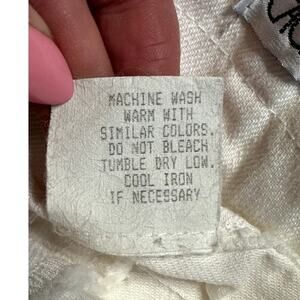 MACHINE WASH
WARM WITH
SIMILAR COLORS.
DO NOT BLEACH
TUMBLE DRY LOW.
COOL IRON
IF NECESSARY